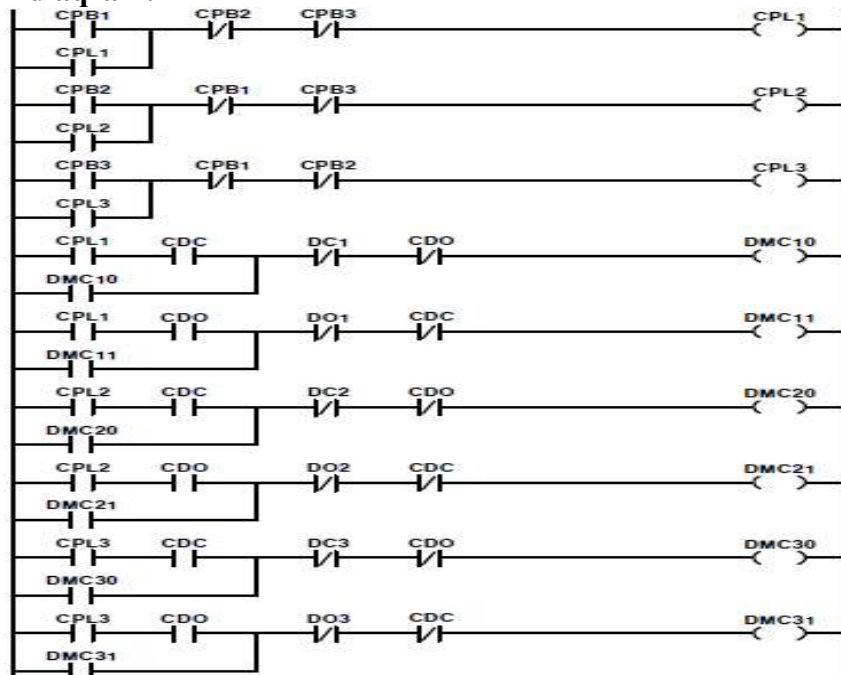 CPB1 CPB2 CPB3 CPL1
CPL1
CPB2 CPB1 CPB3 CPL2
CPL2
CPB3 CPB1 CPB2 CPL3
CPL3
CPL1 CDC DC1 CDO DMC10
DMC10
CPL1 CDO DO1 CDC DMC11
DMC11
CPL2 CDC DC2 CDO DMC20
DMC20
CPL2 CDO DO2 CDC DMC21
DMC21
CPL3 CDC DC3 CDO DMC30
DMC30
CPL3 CDO DO3 CDC DMC31
DMC31